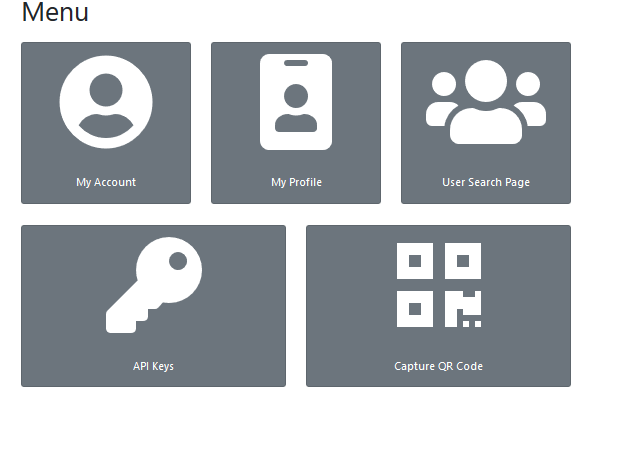 Menu
My Account
My Profile
User Search Page
API Keys
Capture QR Code